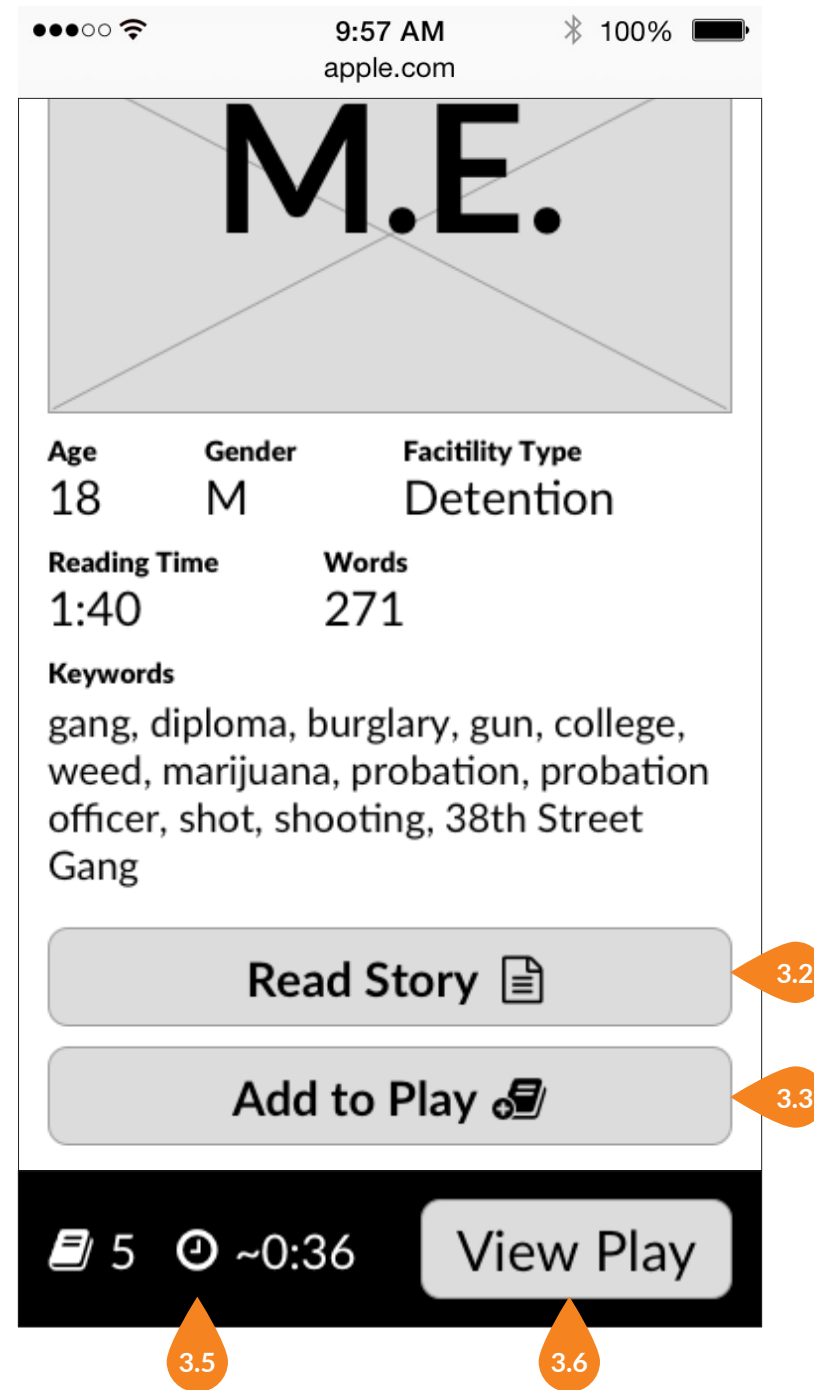 9:57 AM 100%
apple.com
M.E.
Age Gender Facitility Type
18 M Detention
Reading Time Words
1:40 271
Keywords
gang, diploma, burglary, gun, college,
weed, marijuana, probation, probation
officer, shot, shooting, 38th Street
Gang
Read Story
3.2
Add to Play
3.3
5 ~0:36 View Play
3.5 3.6